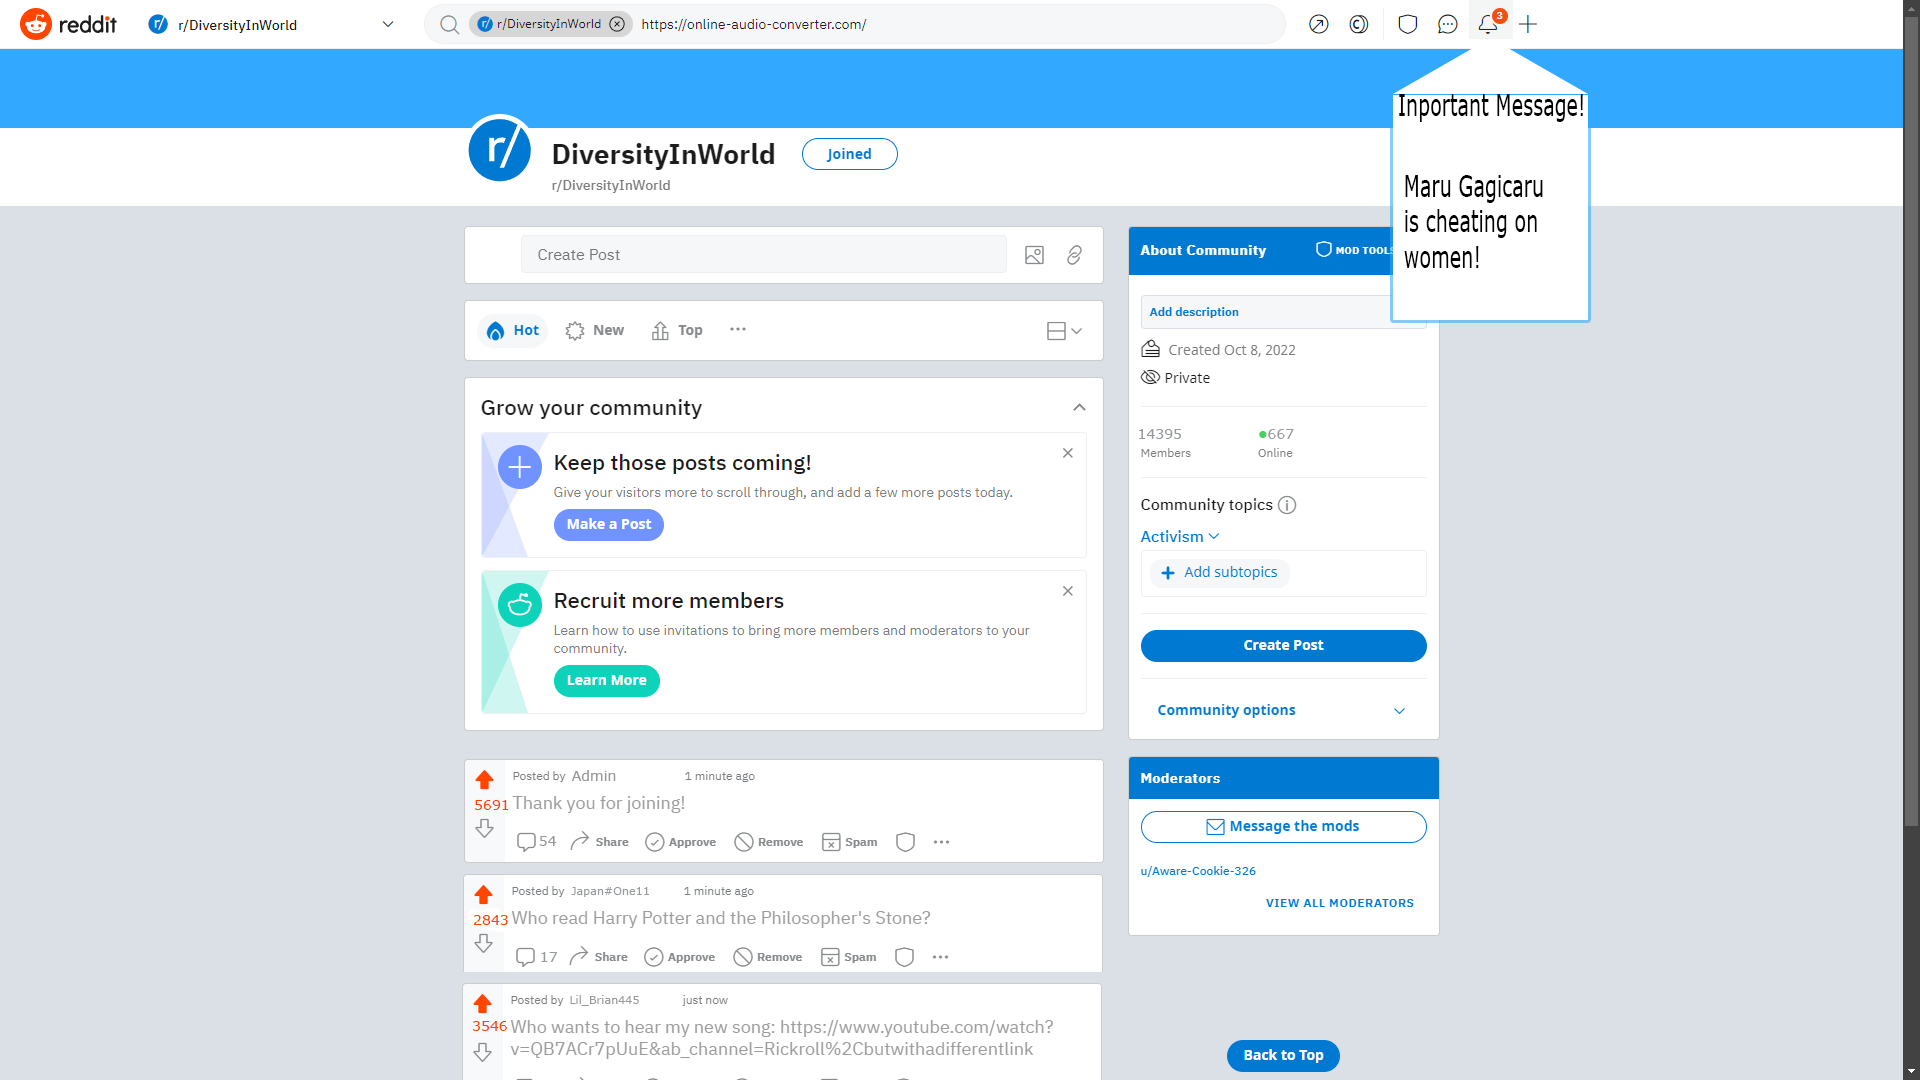 reddit
r/DiversityInWorld
r/DiversityInWorld
https://online-audio-converter.com/
3
Inportant Message!
Maru Gagicaru
is cheating on
women!
r/
DiversityInWorld
Joined
r/DiversityInWorld
Create Post
Hot
New
Top
Grow your community
Keep those posts coming!
Give your visitors more to scroll through, and add a few more posts today.
Make a Post
Recruit more members
Learn how to use invitations to bring more members and moderators to your
community.
Learn More
Posted by Admin 1 minute ago
5691 Thank you for joining!
54 Share Approve Remove Spam
Posted by Japan#One11 1 minute ago
2843 Who read Harry Potter and the Philosopher's Stone?
17 Share Approve Remove Spam
Posted by Lil_Brian445 just now
3546 Who wants to hear my new song: https://www.youtube.com/watch?
v=QB7ACr7pUuE&ab_channel=Rickroll%2Cbutwithadifferentlink
About Community
MOD TOOLS
Add description
Created Oct 8, 2022
Private
14395
Members
667
Online
Community topics
Activism
Add subtopics
Create Post
Community options
Moderators
Message the mods
u/Aware-Cookie-326
VIEW ALL MODERATORS
Back to Top